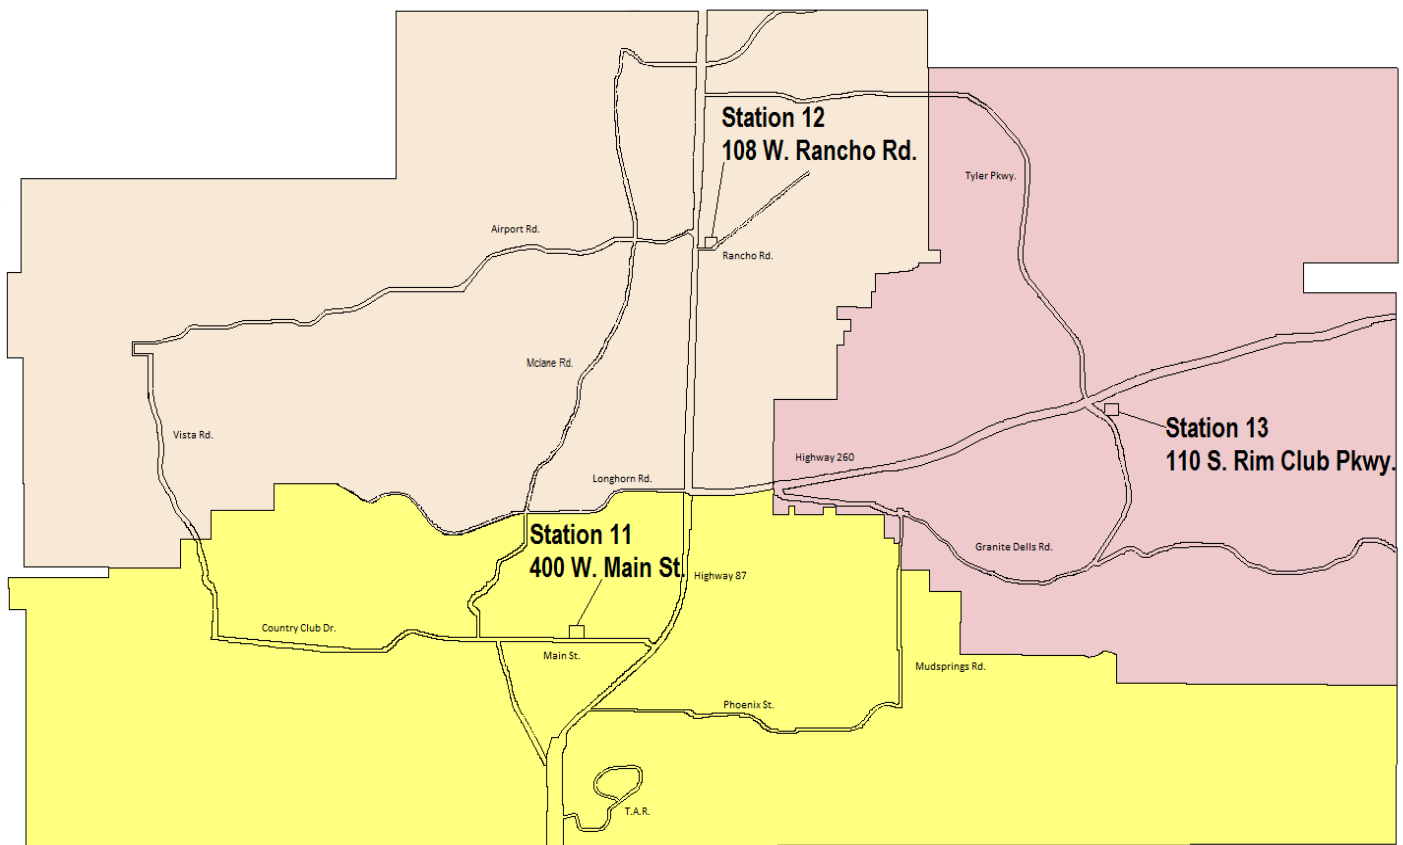 Station 12
108 W. Rancho Rd.
Tyler Pkwy.
Airport Rd.
Rancho Rd.
Mclane Rd.
Station 13
110 S. Rim Club Pkwy.
Vista Rd.
Highway 260
Longhorn Rd.
Station 11
400 W. Main St.
Granite Dells Rd.
Highway 87
Country Club Dr.
Main St.
Mudsprings Rd.
Phoenix St.
T.A.R.